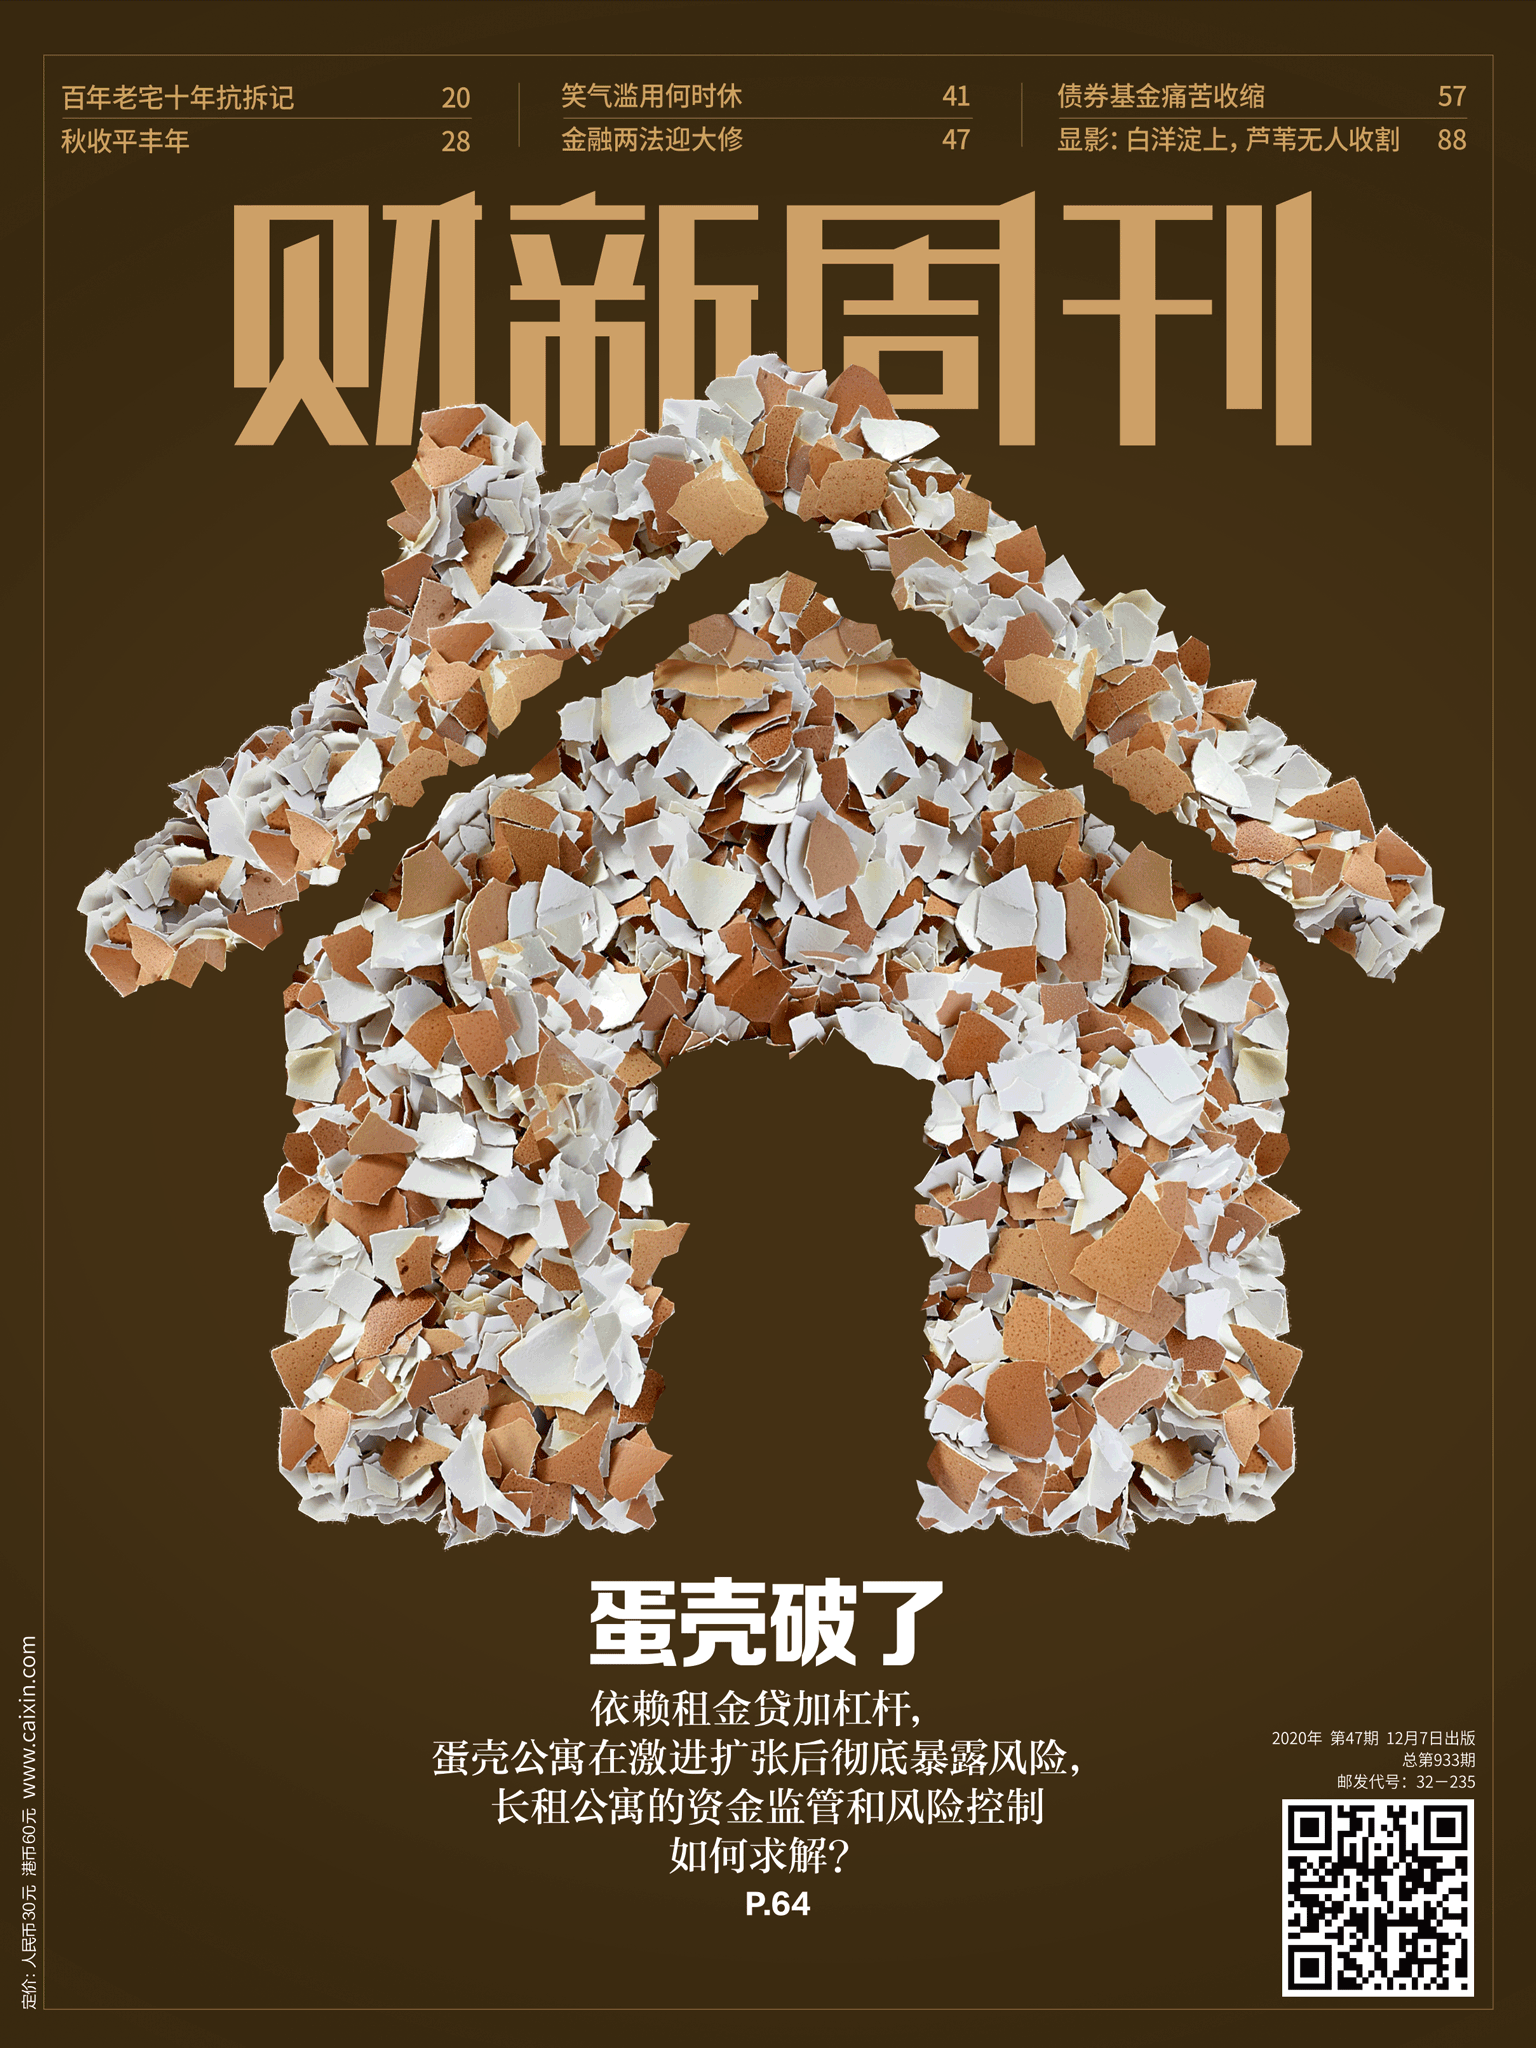 百年老宅十年抗拆记 20
秋收平丰年 28
笑气滥用何时休 41
金融两法迎大修 47
债券基金痛苦收缩 57
显影：白洋淀上，芦苇无人收割 88
财新周刊
蛋壳破了
依赖租金贷加杠杆，
蛋壳公寓在激进扩张后彻底暴露风险，
长租公寓的资金监管和风险控制
如何求解？
P.64
2020年 第47期 12月7日出版
总第933期
邮发代号：32－235
定价：人民币30元 港币60元 www.caixin.com